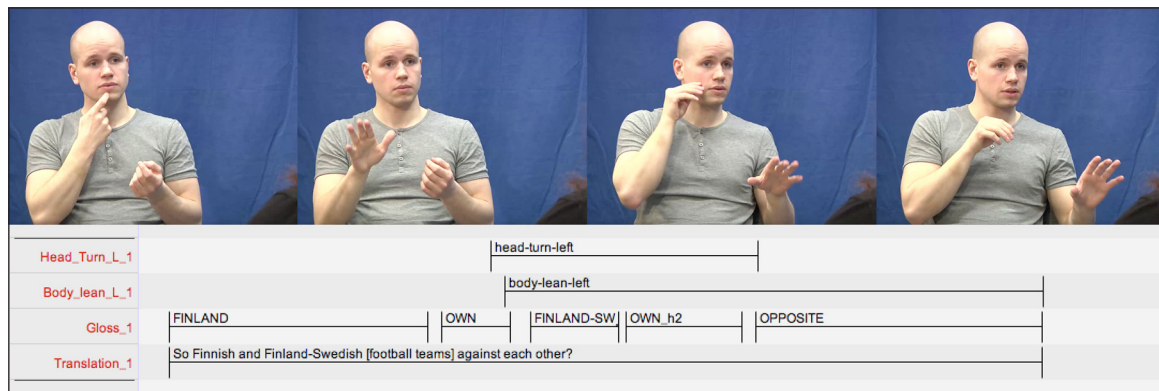 Head_Turn_L_1 head-turn-left
Body_lean_L_1 body-lean-left
Gloss_1 FINLAND OWN FINLAND-SW. OWN_h2 OPPOSITE
Translation_1 So Finnish and Finland-Swedish [football teams] against each other?